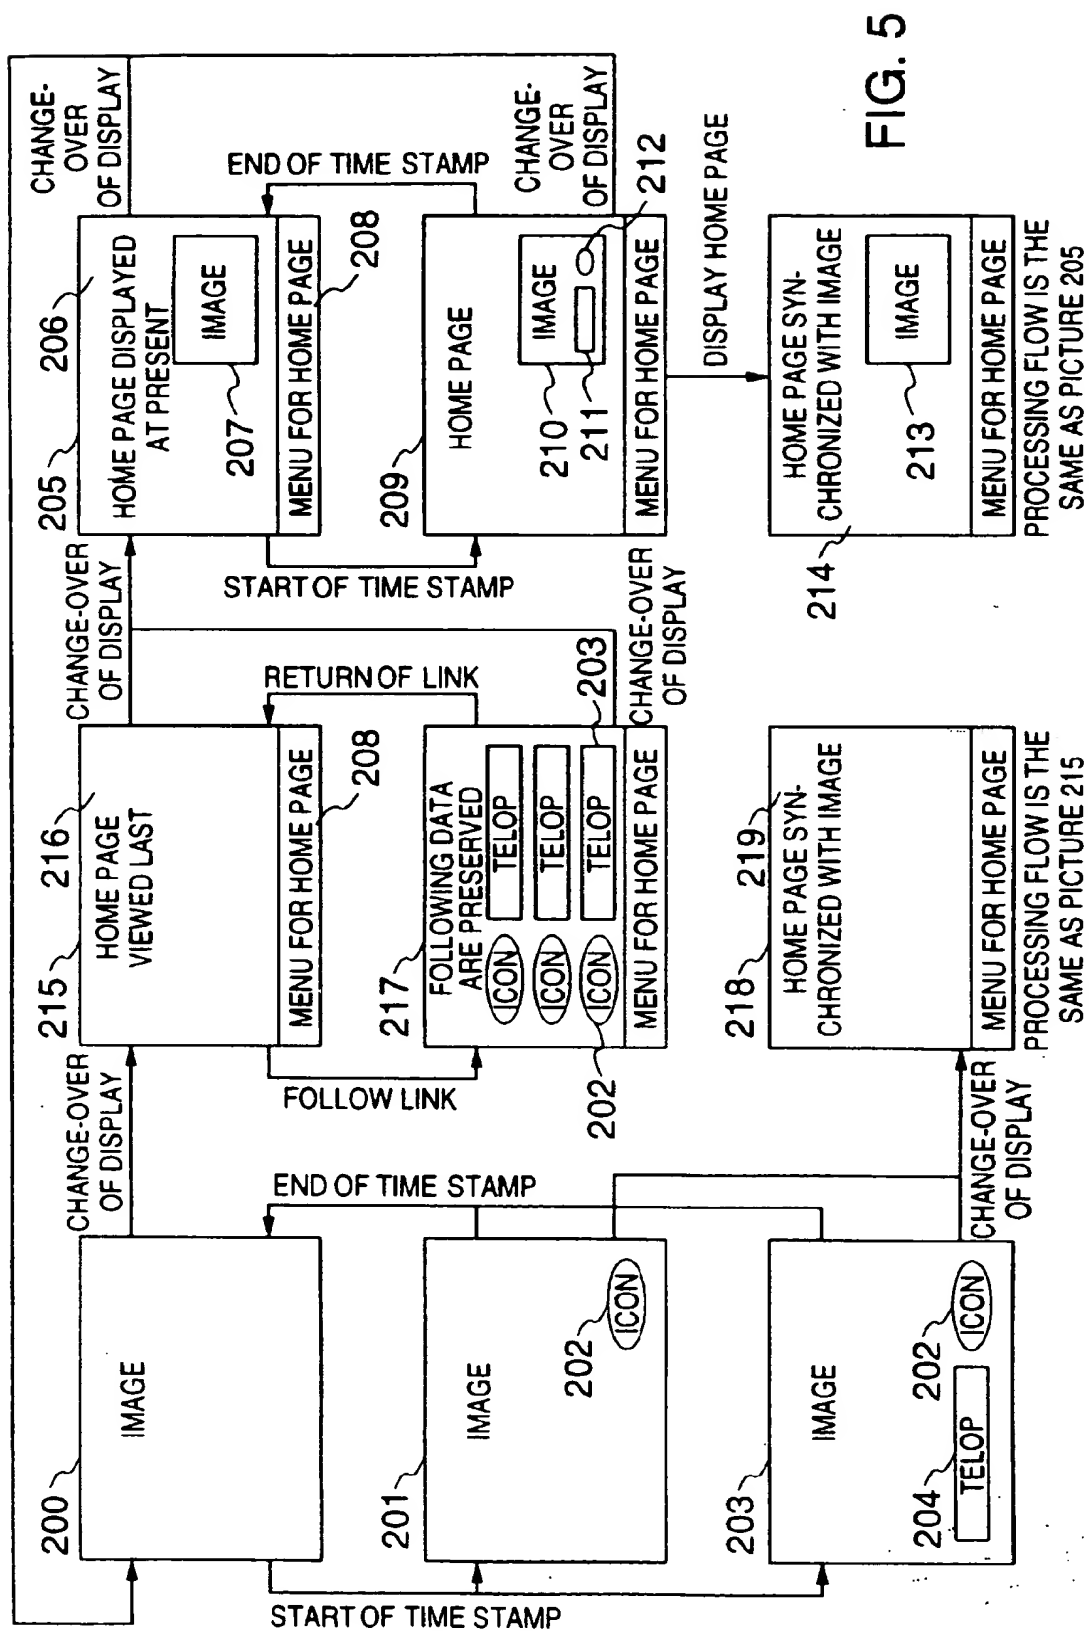 FIG. 5
200
IMAGE
START OF TIME STAMP
201
IMAGE
202
ICON
203
IMAGE
204
TELOP
202
ICON
END OF TIME STAMP
CHANGE-OVER
OF DISPLAY
CHANGE-OVER
OF DISPLAY
215
216
HOME PAGE
VIEWED LAST
MENU FOR HOME PAGE
208
FOLLOW LINK
RETURN OF LINK
217
FOLLOWING DATA
ARE PRESERVED
ICON
TELOP
ICON
TELOP
ICON
TELOP
202
203
MENU FOR HOME PAGE
218
219
HOME PAGE SYN-
CHRONIZED WITH IMAGE
MENU FOR HOME PAGE
PROCESSING FLOW IS THE
SAME AS PICTURE 215
CHANGE-OVER
OF DISPLAY
CHANGE-OVER
OF DISPLAY
205
206
HOME PAGE DISPLAYED
AT PRESENT
207
IMAGE
MENU FOR HOME PAGE
208
START OF TIME STAMP
END OF TIME STAMP
209
HOME PAGE
210
IMAGE
211
212
MENU FOR HOME PAGE
DISPLAY HOME PAGE
HOME PAGE SYN-
CHRONIZED WITH IMAGE
214
213
IMAGE
MENU FOR HOME PAGE
PROCESSING FLOW IS THE
SAME AS PICTURE 205
CHANGE-
OVER
OF DISPLAY
CHANGE-
OVER
OF DISPLAY